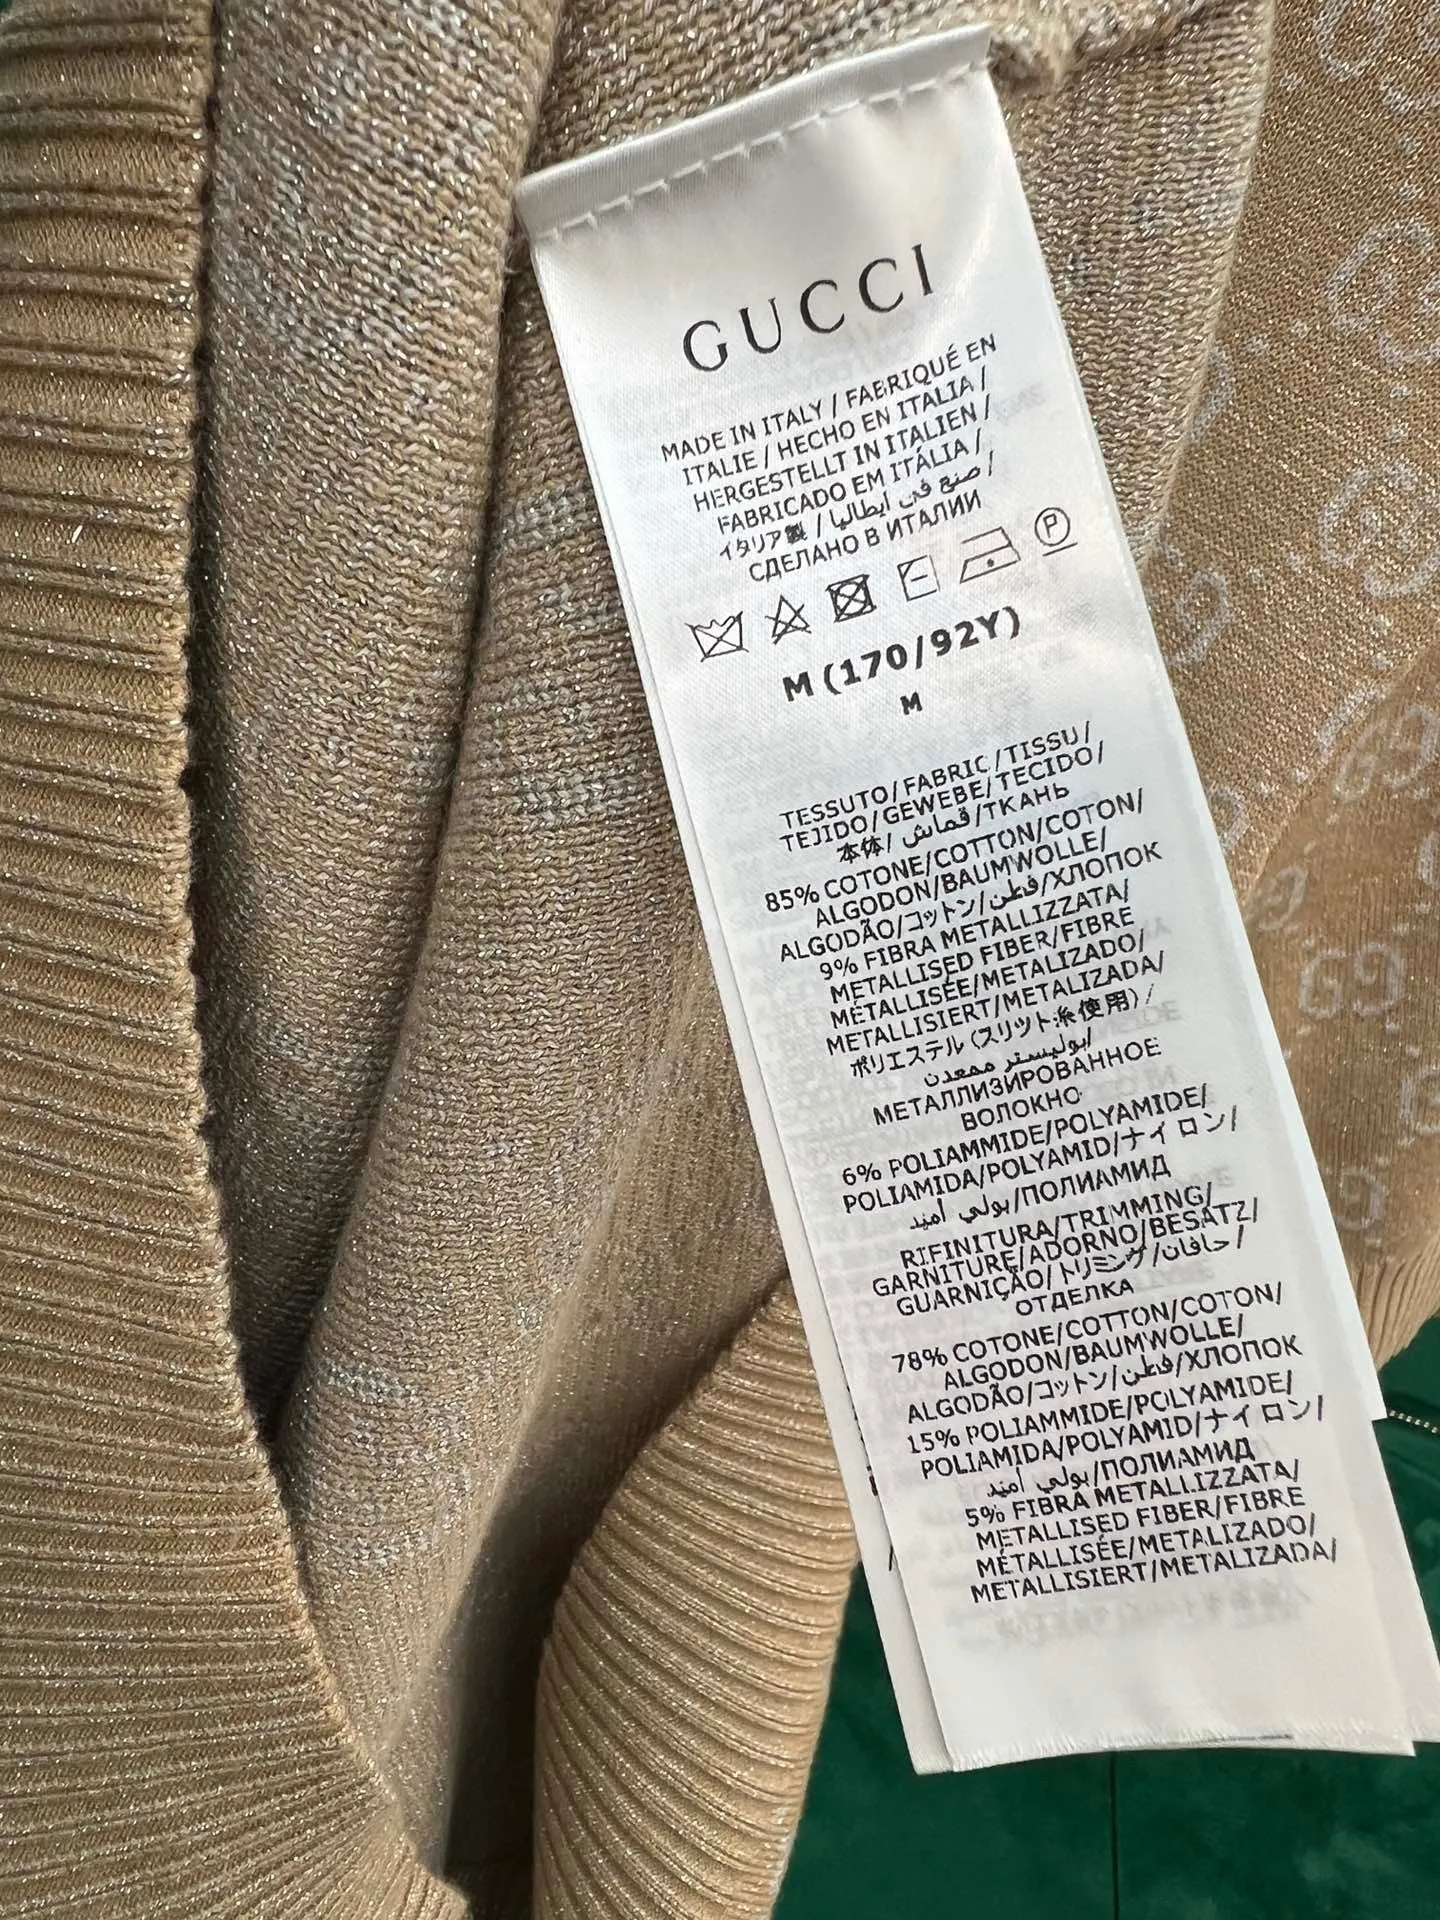 GUCCI
MADE IN ITALY / FABRIQUÉ EN
ITALIE / HECHO EN ITALIA /
HERGESTELLT IN ITALIEN /
FABRICADO EM ITÁLIA /
イタリア製 / صنع في ايطاليا /
СДЕЛАНО В ИТАЛИИ
P
M (170/92Y)
M
TESSUTO/FABRIC/TISSU/
TEJIDO/GEWEBE/TECIDO/
本体/ قماش/ТКАНЬ
85% COTONE/COTTON/COTON/
ALGODON/BAUMWOLLE/
ALGODÃO/コットン/قطن/ХЛОПОК
9% FIBRA METALLIZZATA/
METALLISED FIBER/FIBRE
MÉTALLISÉE/METALIZADO/
METALLISIERT/METALIZADA/
ポリエステル (スリット糸使用)/
بوليستر ممعدن/
МЕТАЛЛИЗИРОВАННОЕ
ВОЛОКНО
6% POLIAMMIDE/POLYAMIDE/
POLIAMIDA/POLYAMID/ナイロン/
بولي أميد/ПОЛИАМИД
RIFINITURA/TRIMMING/
GARNITURE/ADORNO/BESATZ/
GUARNIÇÃO/トリミング/حافات/
ОТДЕЛКА
78% COTONE/COTTON/COTON/
ALGODON/BAUMWOLLE/
ALGODÃO/コットン/قطن/ХЛОПОК
15% POLIAMMIDE/POLYAMIDE/
POLIAMIDA/POLYAMID/ナイロン/
بولي أميد/ПОЛИАМИД
5% FIBRA METALLIZZATA/
METALLISED FIBER/FIBRE
MÉTALLISÉE/METALIZADO/
METALLISIERT/METALIZADA/